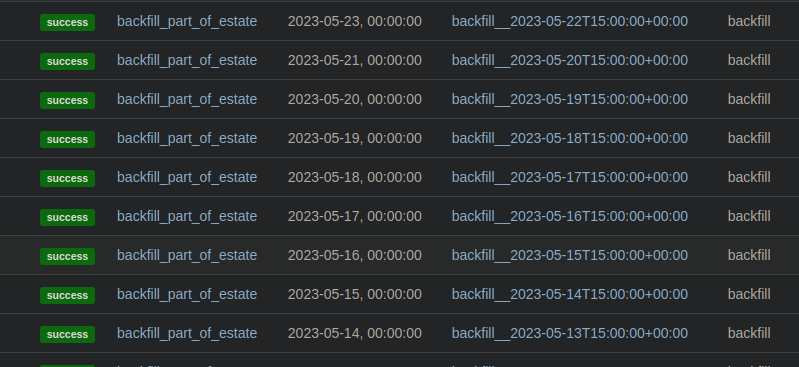 success backfill_part_of_estate 2023-05-23, 00:00:00 backfill__2023-05-22T15:00:00+00:00 backfill
success backfill_part_of_estate 2023-05-21, 00:00:00 backfill__2023-05-20T15:00:00+00:00 backfill
success backfill_part_of_estate 2023-05-20, 00:00:00 backfill__2023-05-19T15:00:00+00:00 backfill
success backfill_part_of_estate 2023-05-19, 00:00:00 backfill__2023-05-18T15:00:00+00:00 backfill
success backfill_part_of_estate 2023-05-18, 00:00:00 backfill__2023-05-17T15:00:00+00:00 backfill
success backfill_part_of_estate 2023-05-17, 00:00:00 backfill__2023-05-16T15:00:00+00:00 backfill
success backfill_part_of_estate 2023-05-16, 00:00:00 backfill__2023-05-15T15:00:00+00:00 backfill
success backfill_part_of_estate 2023-05-15, 00:00:00 backfill__2023-05-14T15:00:00+00:00 backfill
success backfill_part_of_estate 2023-05-14, 00:00:00 backfill__2023-05-13T15:00:00+00:00 backfill